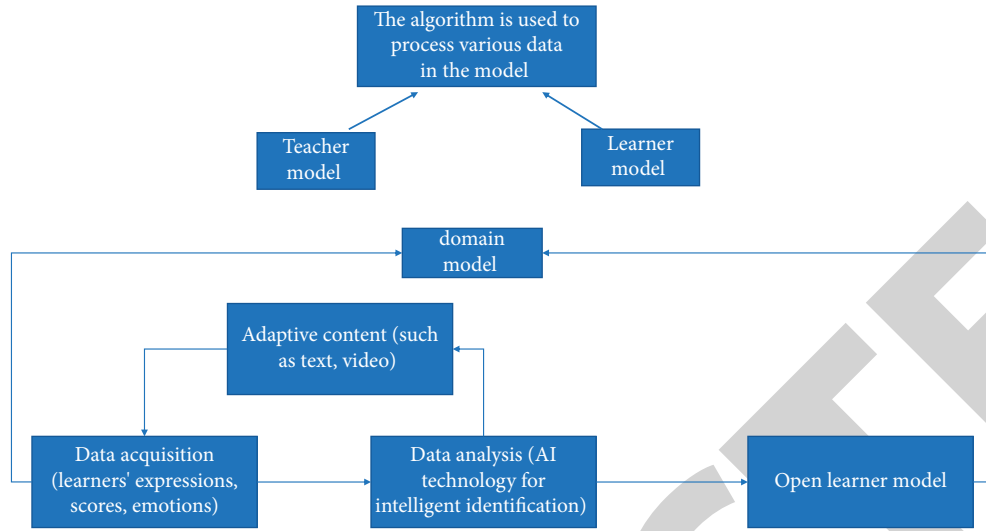 The algorithm is used to
process various data
in the model
Teacher
model
Learner
model
domain
model
Adaptive content (such
as text, video)
Data acquisition
(learners' expressions,
scores, emotions)
Data analysis (AI
technology for
intelligent identification)
Open learner model